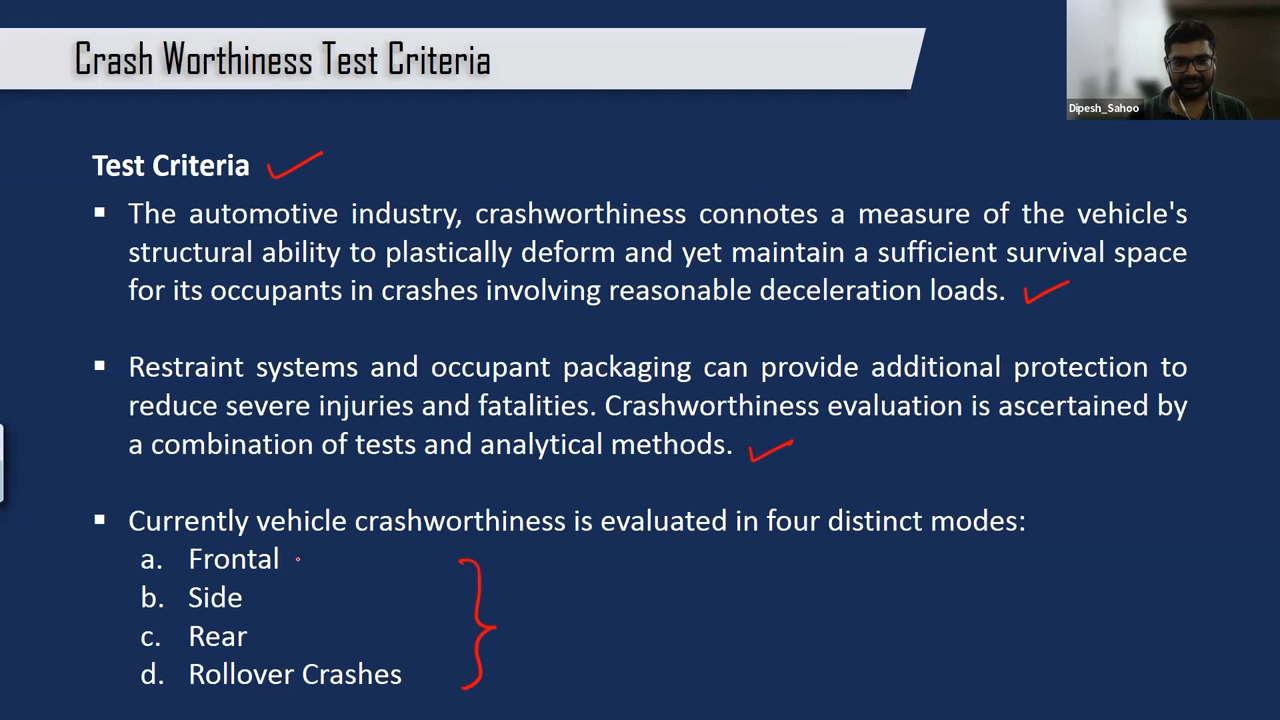 Crash Worthiness Test Criteria
Dipesh_Sahoo
Test Criteria
▪ The automotive industry, crashworthiness connotes a measure of the vehicle's
structural ability to plastically deform and yet maintain a sufficient survival space
for its occupants in crashes involving reasonable deceleration loads.
▪ Restraint systems and occupant packaging can provide additional protection to
reduce severe injuries and fatalities. Crashworthiness evaluation is ascertained by
a combination of tests and analytical methods.
▪ Currently vehicle crashworthiness is evaluated in four distinct modes:
a. Frontal
b. Side
c. Rear
d. Rollover Crashes